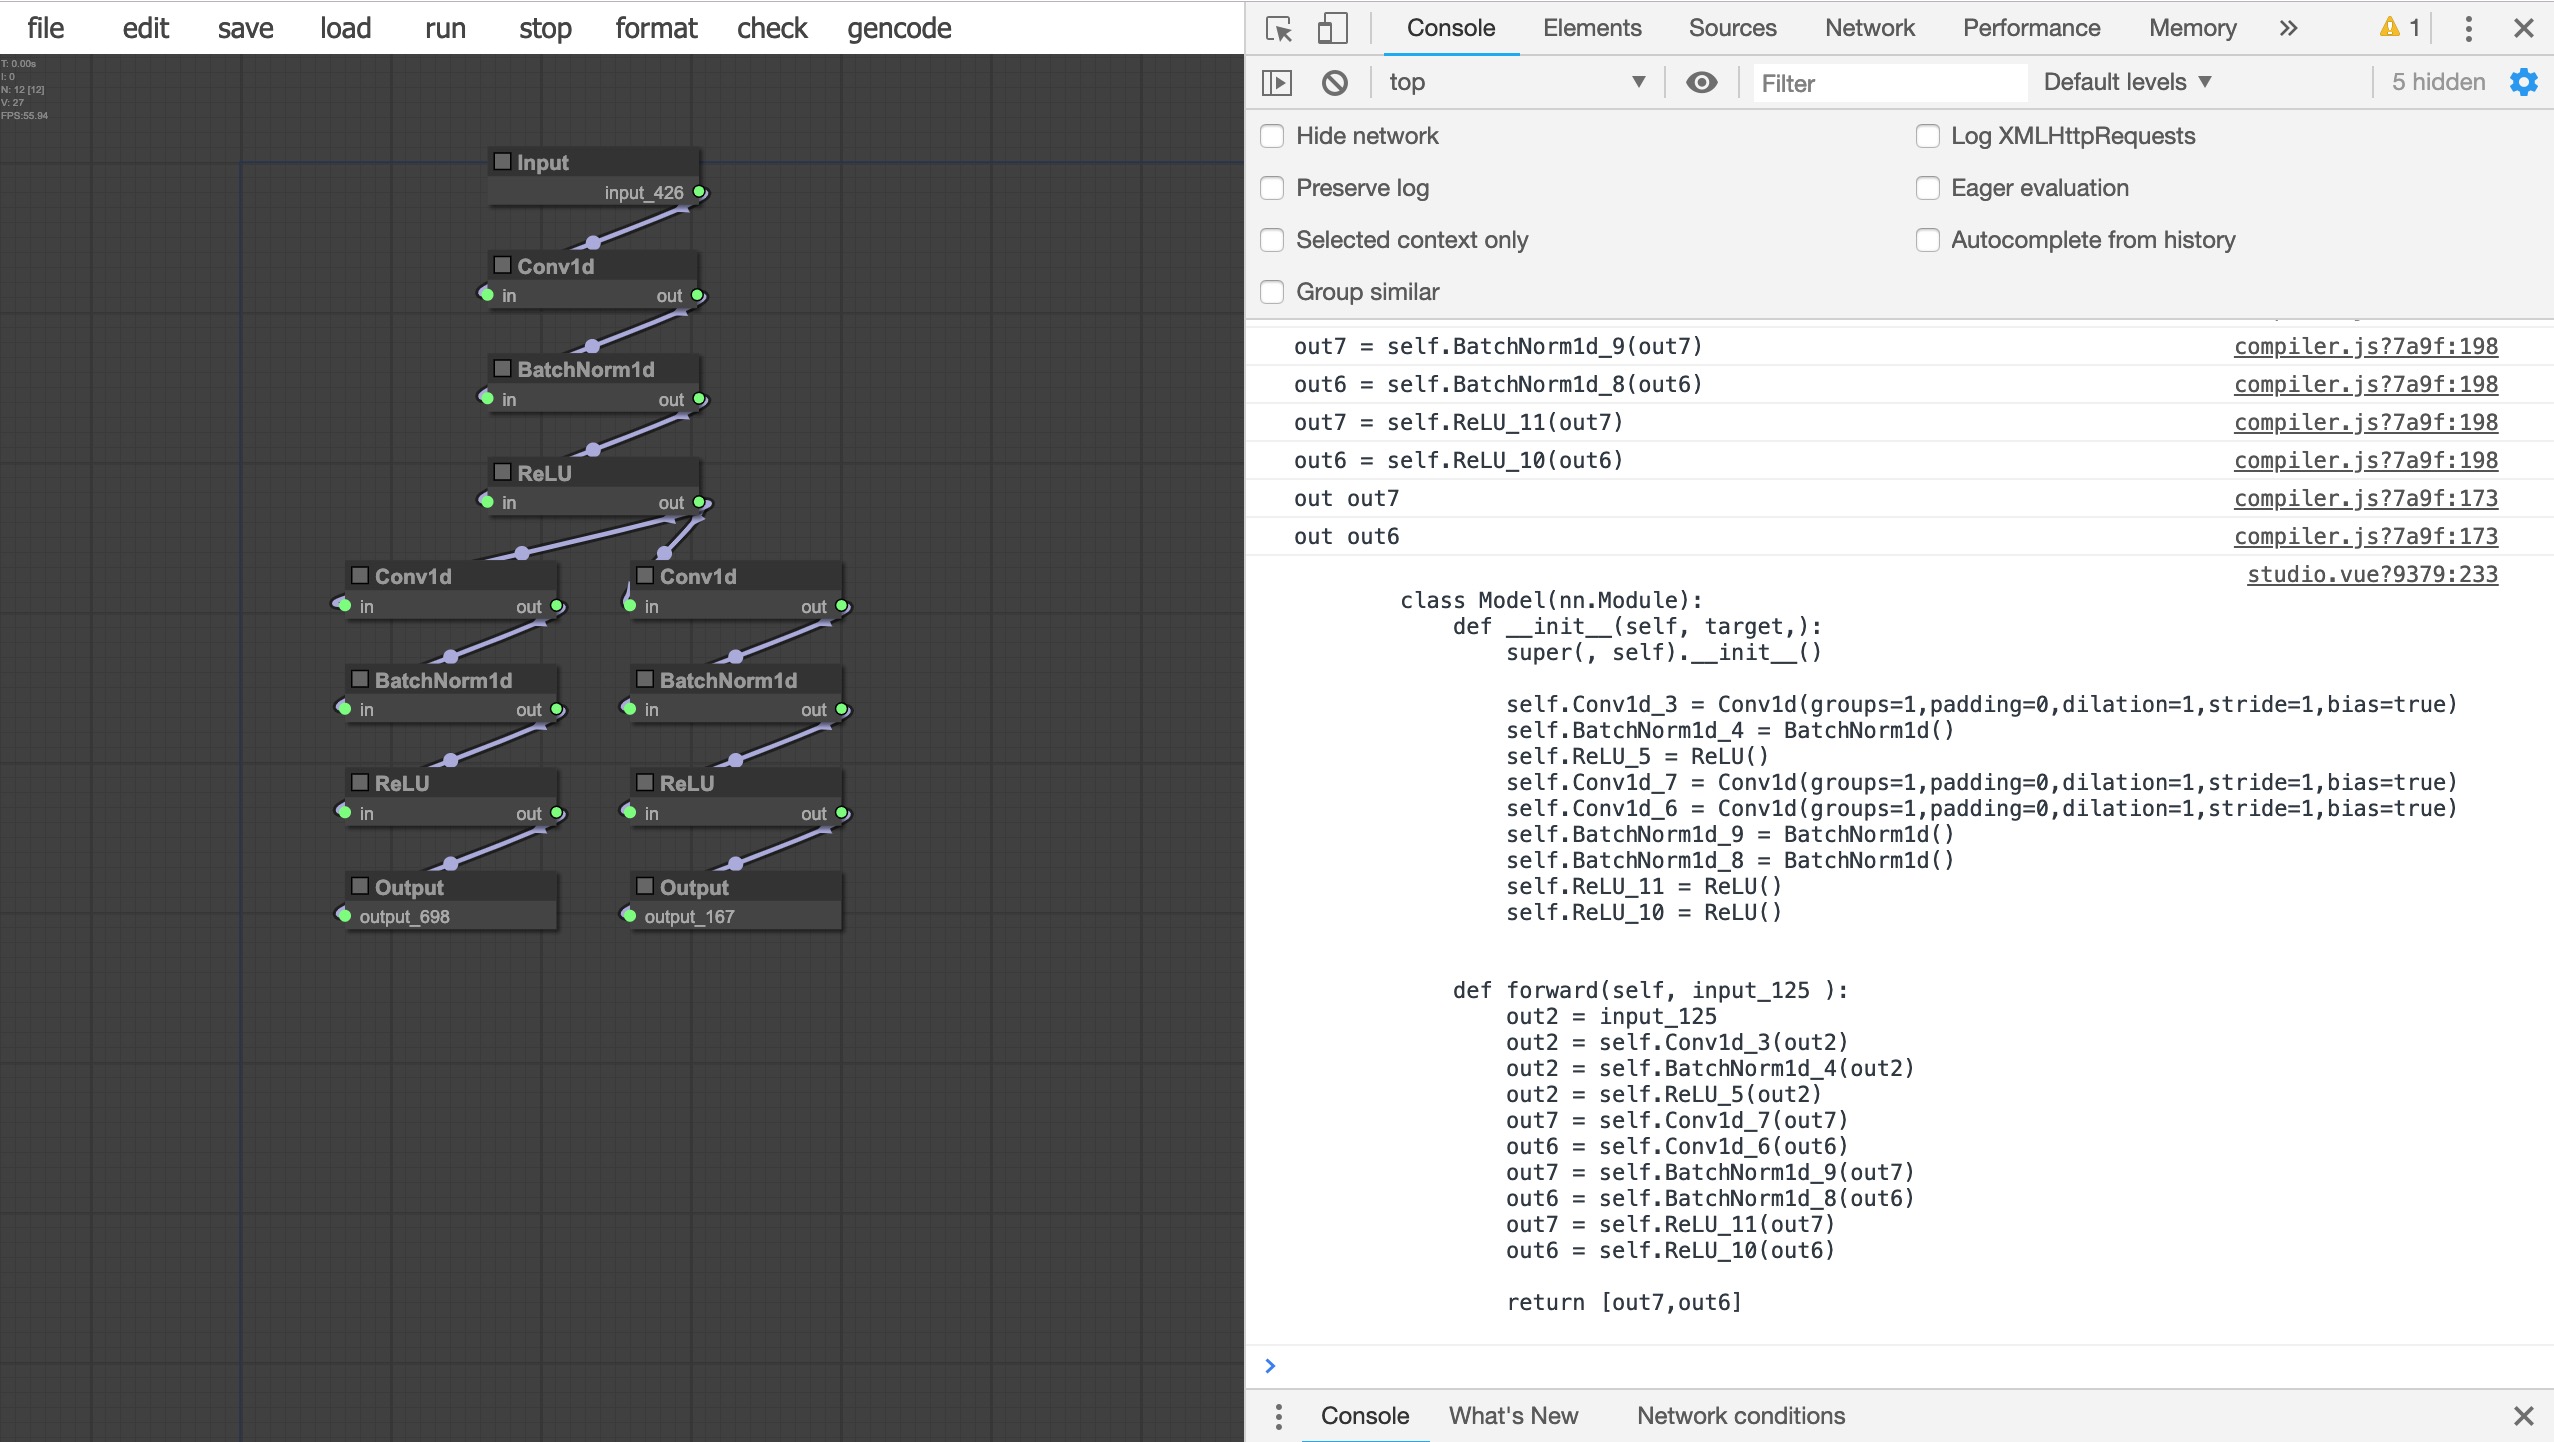 file edit save load run stop format check gencode
T: 0.00s
I: 0
N: 12 [12]
V: 27
FPS:55.94
Input
input_426
Conv1d
in out
BatchNorm1d
in out
ReLU
in out
Conv1d Conv1d
in out in out
BatchNorm1d BatchNorm1d
in out in out
ReLU ReLU
in out in out
Output Output
output_698 output_167
Console Elements Sources Network Performance Memory » 1
top Filter Default levels 5 hidden
Hide network Log XMLHttpRequests
Preserve log Eager evaluation
Selected context only Autocomplete from history
Group similar
out7 = self.BatchNorm1d_9(out7) compiler.js?7a9f:198
out6 = self.BatchNorm1d_8(out6) compiler.js?7a9f:198
out7 = self.ReLU_11(out7) compiler.js?7a9f:198
out6 = self.ReLU_10(out6) compiler.js?7a9f:198
out out7 compiler.js?7a9f:173
out out6 compiler.js?7a9f:173
studio.vue?9379:233
class Model(nn.Module):
def __init__(self, target,):
super(, self).__init__()
self.Conv1d_3 = Conv1d(groups=1,padding=0,dilation=1,stride=1,bias=true)
self.BatchNorm1d_4 = BatchNorm1d()
self.ReLU_5 = ReLU()
self.Conv1d_7 = Conv1d(groups=1,padding=0,dilation=1,stride=1,bias=true)
self.Conv1d_6 = Conv1d(groups=1,padding=0,dilation=1,stride=1,bias=true)
self.BatchNorm1d_9 = BatchNorm1d()
self.BatchNorm1d_8 = BatchNorm1d()
self.ReLU_11 = ReLU()
self.ReLU_10 = ReLU()
def forward(self, input_125 ):
out2 = input_125
out2 = self.Conv1d_3(out2)
out2 = self.BatchNorm1d_4(out2)
out2 = self.ReLU_5(out2)
out7 = self.Conv1d_7(out7)
out6 = self.Conv1d_6(out6)
out7 = self.BatchNorm1d_9(out7)
out6 = self.BatchNorm1d_8(out6)
out7 = self.ReLU_11(out7)
out6 = self.ReLU_10(out6)
return [out7,out6]
>
Console What's New Network conditions